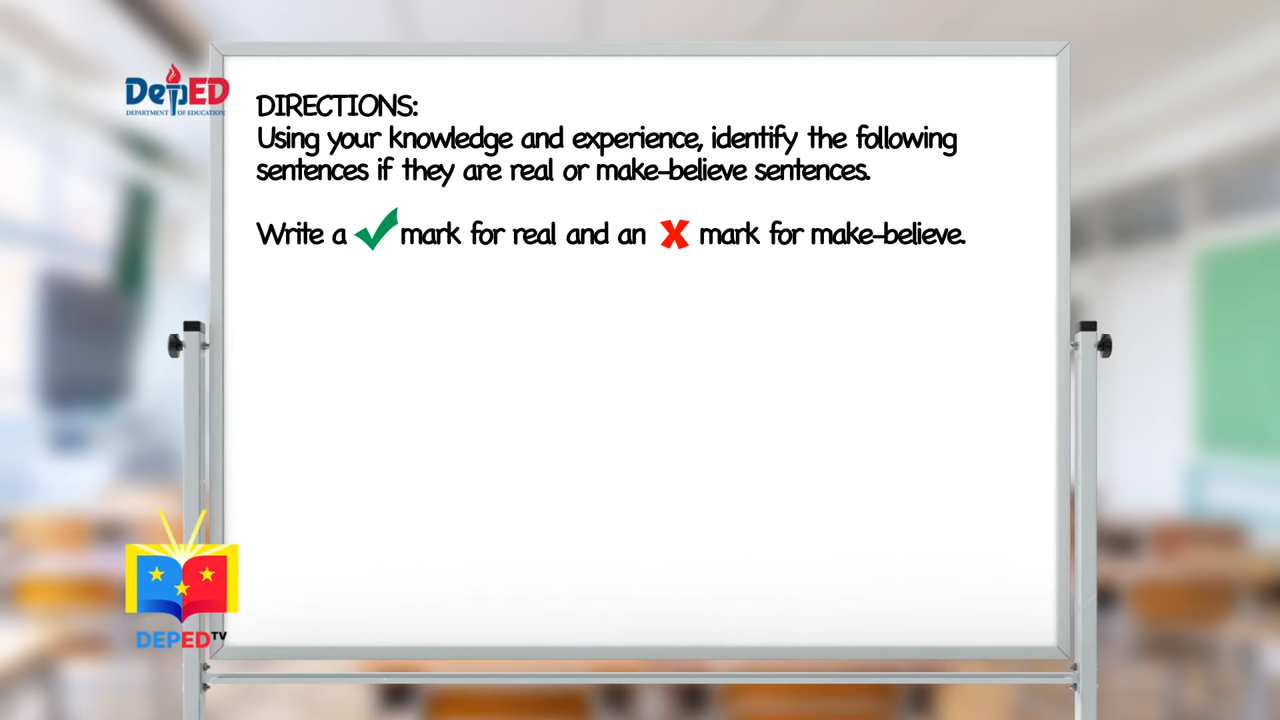 DepED
DEPARTMENT OF EDUCATION
DIRECTIONS:
Using your knowledge and experience, identify the following
sentences if they are real or make-believe sentences.
Write a ✓ mark for real and an X mark for make-believe.
DEPED TV